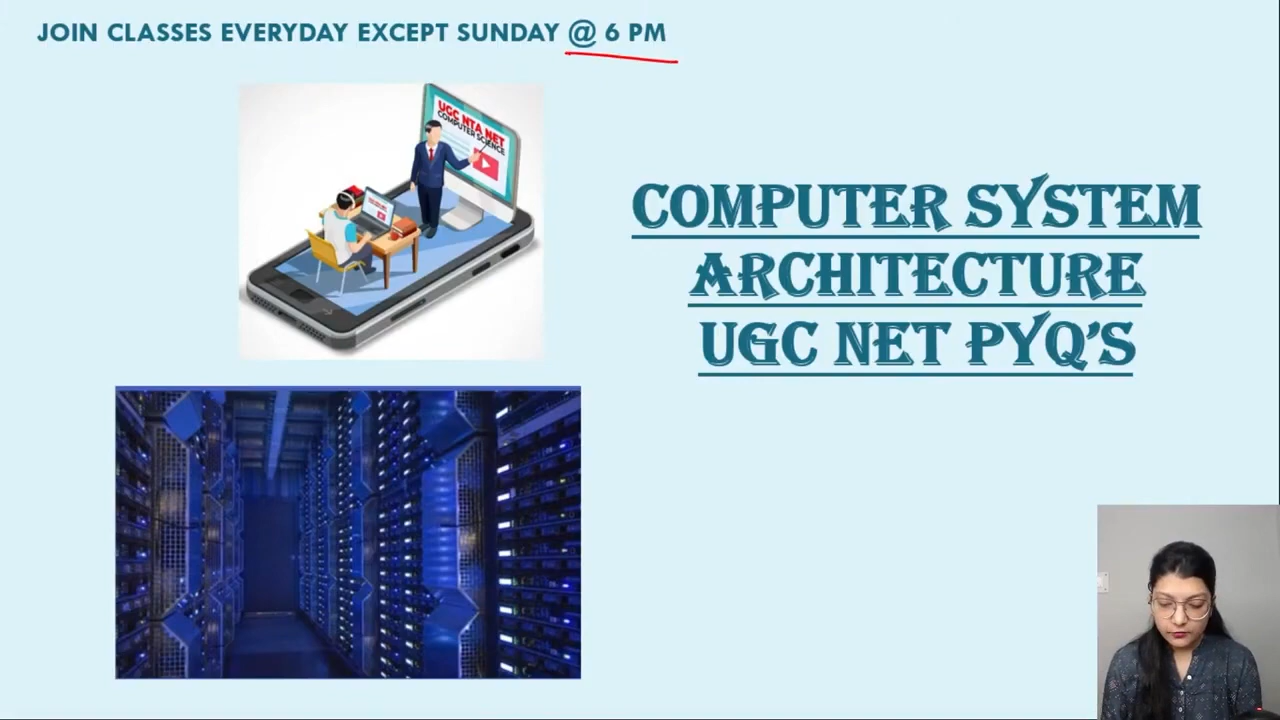 JOIN CLASSES EVERYDAY EXCEPT SUNDAY @ 6 PM
UGC NTA NET
COMPUTER SCIENCE
COMPUTER SYSTEM
ARCHITECTURE
UGC NET PYQ'S